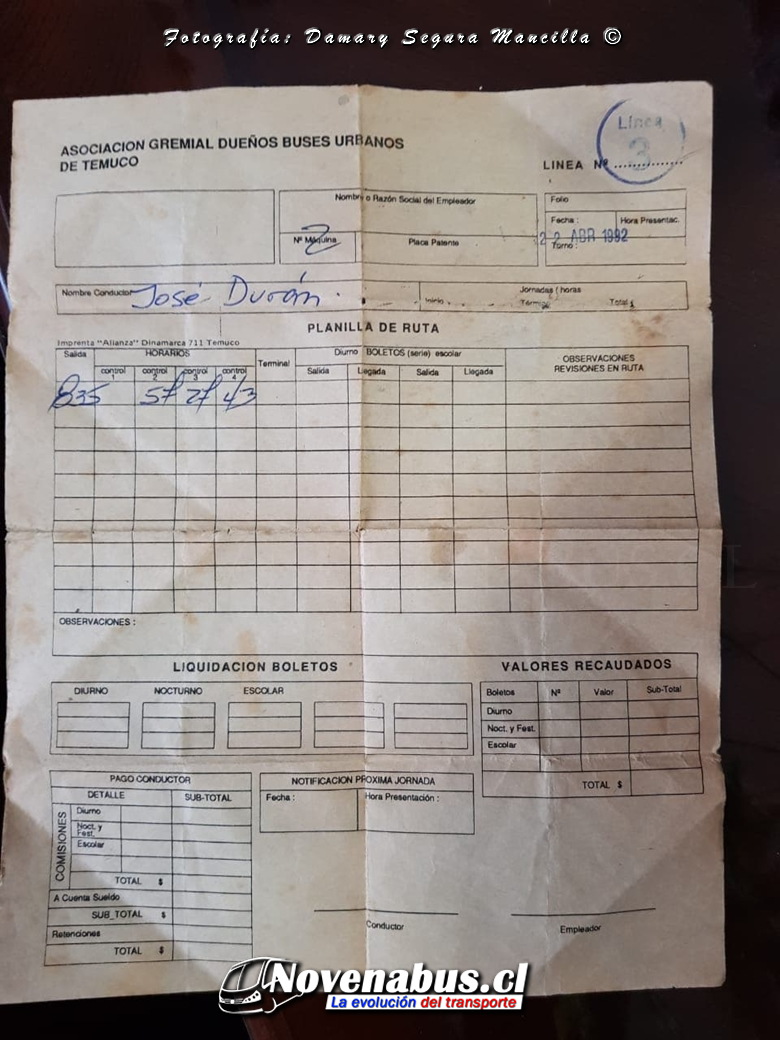 Fotografía: Damary Segura Mancilla ©
ASOCIACION GREMIAL DUEÑOS BUSES URBANOS
DE TEMUCO
Línea
3
LINEA Nº ................
Nombre o Razón Social del Empleador
Nº Máquina
2
Placa Patente
Folio
Fecha :
Hora Presentac.
22 ABR 1992
Torno :
Nombre Conductor
José Durán.
Jornadas / horas
Inicio
Término
Total
PLANILLA DE RUTA
Imprenta "Alianza" Dinamarca 711 Temuco
Salida
HORARIOS
control 1
control 2
control 3
control 4
Terminal
Diurno BOLETOS (serie) escolar
Salida
Llegada
Salida
Llegada
OBSERVACIONES
REVISIONES EN RUTA
835
57 27 43
OBSERVACIONES :
LIQUIDACION BOLETOS
DIURNO
NOCTURNO
ESCOLAR
VALORES RECAUDADOS
Boletos Nº Valor Sub-Total
Diurno
Noct. y Fest.
Escolar
TOTAL $
PAGO CONDUCTOR
DETALLE
SUB-TOTAL
COMISIONES
Diurno
Noct. y
Fest.
Escolar
TOTAL $
A Cuenta Sueldo
SUB_TOTAL $
Retenciones
TOTAL $
NOTIFICACION PROXIMA JORNADA
Fecha :
Hora Presentación :
Conductor
Empleador
Novenabus.cl
La evolución del transporte